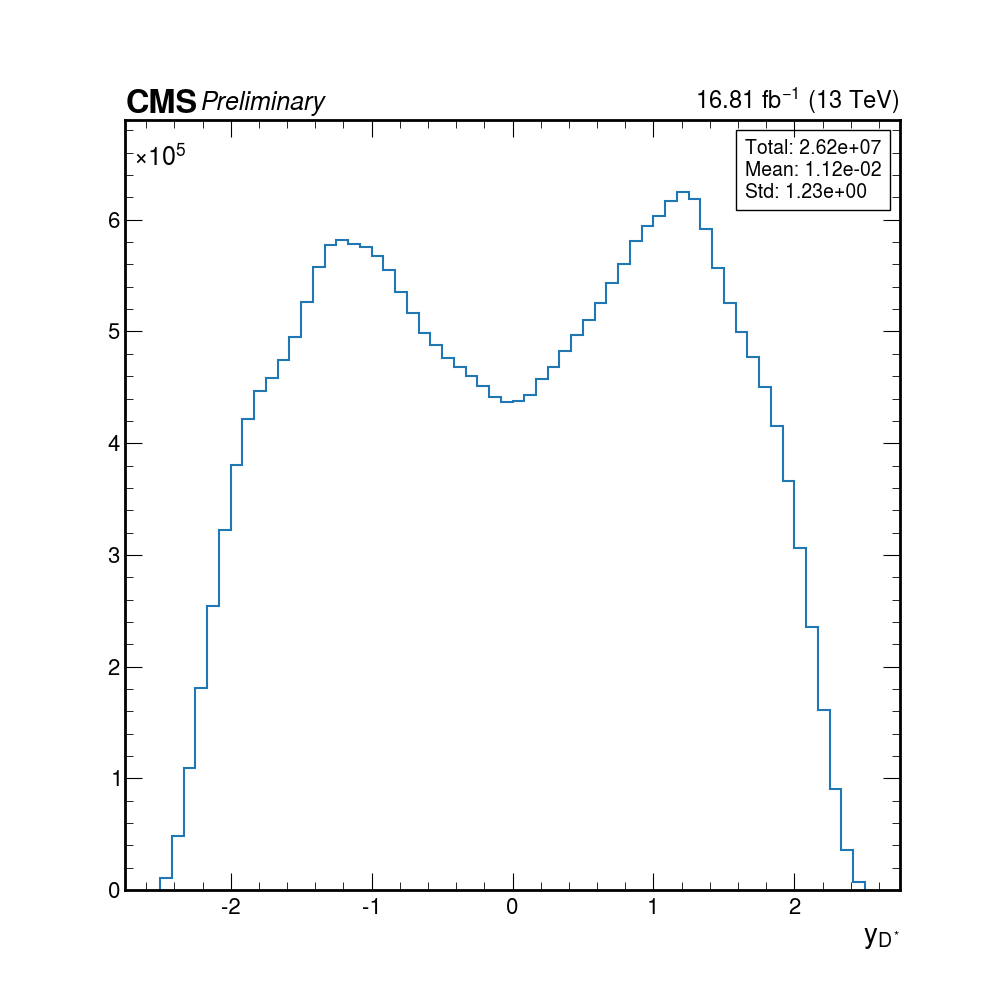 CMS Preliminary
16.81 fb⁻¹ (13 TeV)
×10⁵
Total: 2.62e+07
Mean: 1.12e-02
Std: 1.23e+00
6
5
4
3
2
1
0
-2 -1 0 1 2
y_{D*}